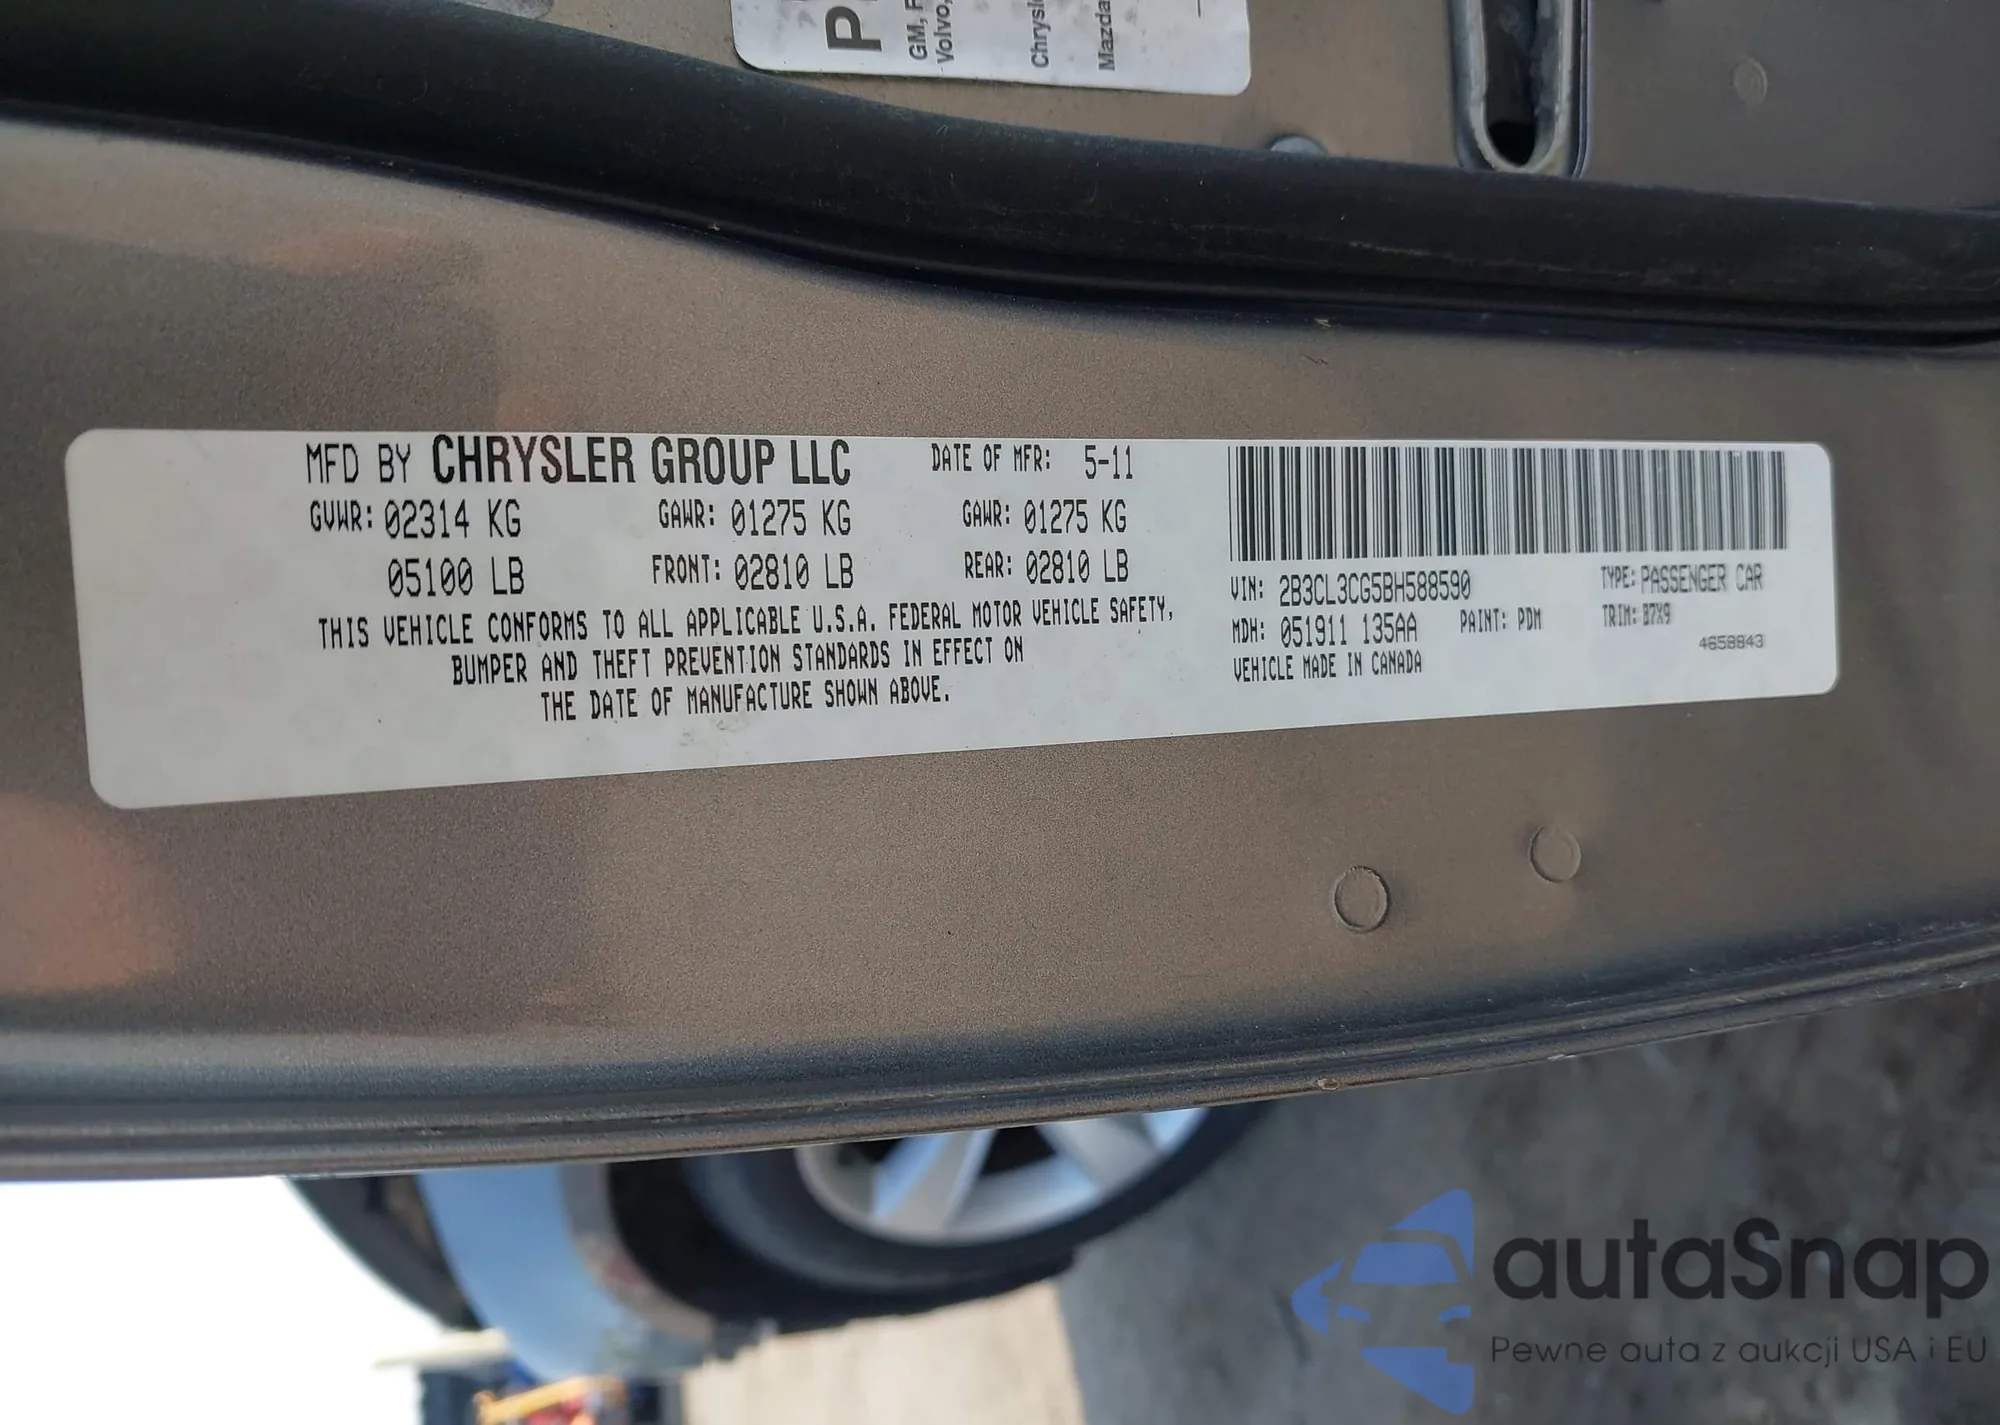 P
GM, F
Volvo,
Chrysle
Mazda
MFD BY CHRYSLER GROUP LLC DATE OF MFR: 5-11
GVWR: 02314 KG GAWR: 01275 KG GAWR: 01275 KG
05100 LB FRONT: 02810 LB REAR: 02810 LB
THIS VEHICLE CONFORMS TO ALL APPLICABLE U.S.A. FEDERAL MOTOR VEHICLE SAFETY,
BUMPER AND THEFT PREVENTION STANDARDS IN EFFECT ON
THE DATE OF MANUFACTURE SHOWN ABOVE.
VIN: 2B3CL3CG5BH588590 TYPE: PASSENGER CAR
MDH: 051911 135AA PAINT: PDM TRIM: B7X9
VEHICLE MADE IN CANADA 4658843
autaSnap
Pewne auta z aukcji USA i EU